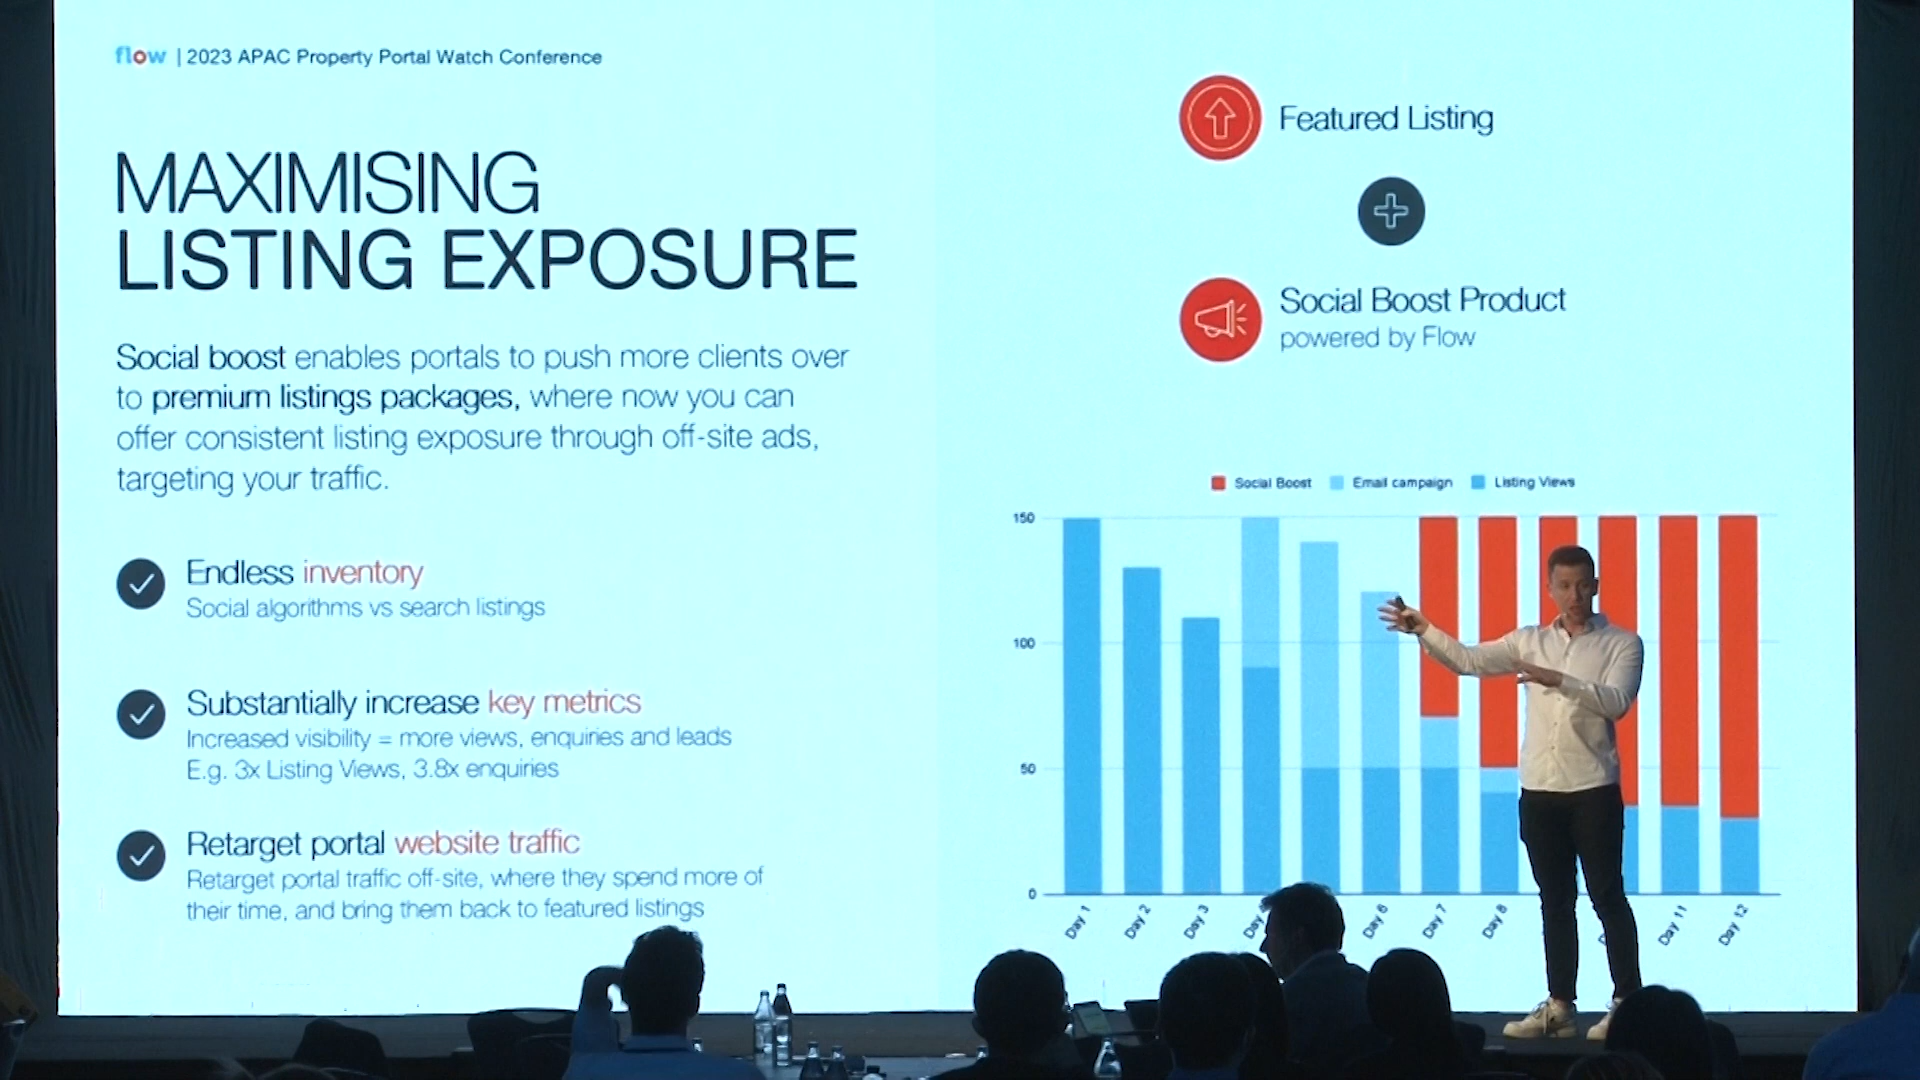 flow | 2023 APAC Property Portal Watch Conference
MAXIMISING
LISTING EXPOSURE
Social boost enables portals to push more clients over
to premium listings packages, where now you can
offer consistent listing exposure through off-site ads,
targeting your traffic.
Endless inventory
Social algorithms vs search listings
Substantially increase key metrics
Increased visibility = more views, enquiries and leads
E.g. 3x Listing Views, 3.8x enquiries
Retarget portal website traffic
Retarget portal traffic off-site, where they spend more of
their time, and bring them back to featured listings
Featured Listing
Social Boost Product
powered by Flow
Social Boost Email campaign Listing Views
150
100
50
0
Day 1
Day 2
Day 3
Day
Day 6
Day 7
Day 8
Day 11
Day 12